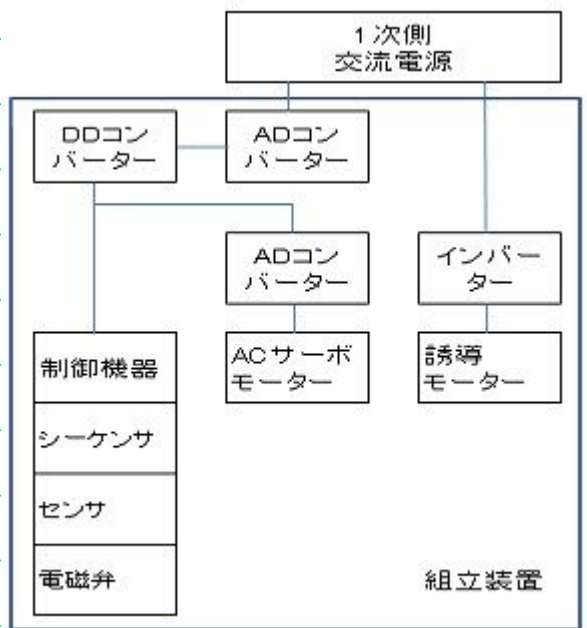 1次側
交流電源
DDコン
バーター
ADコン
バーター
ADコン
バーター
インバー
ター
制御機器
ACサーボ
モーター
誘導
モーター
シーケンサ
センサ
電磁弁
組立装置